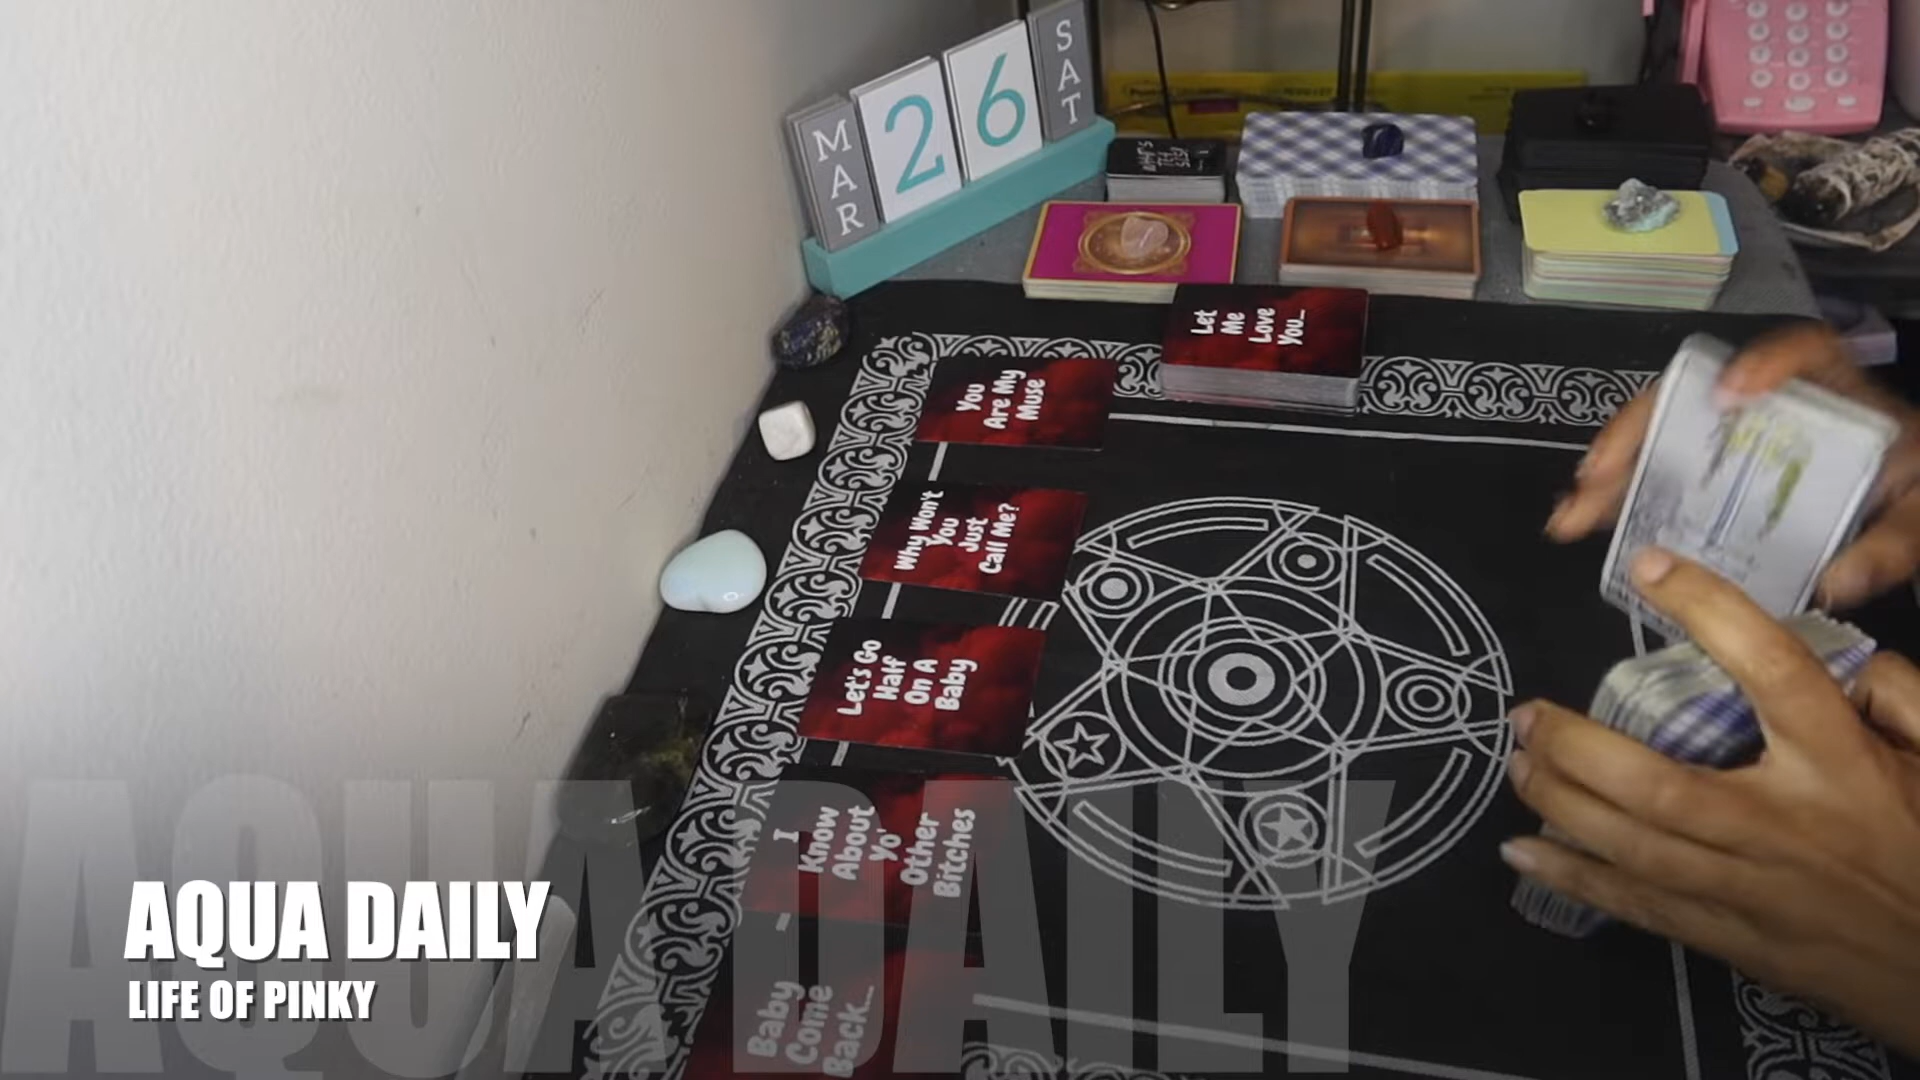 MAR
26
SAT
Let
Me
Love
You...
You
Are My
Muse
Why Won't
You
Just
Call Me?
Let's Go
Half
On A
Baby
I
Know
About
Yo'
Other
Bitches
Baby
Come
Back...
AQUA DAILY
AQUA DAILY
LIFE OF PINKY